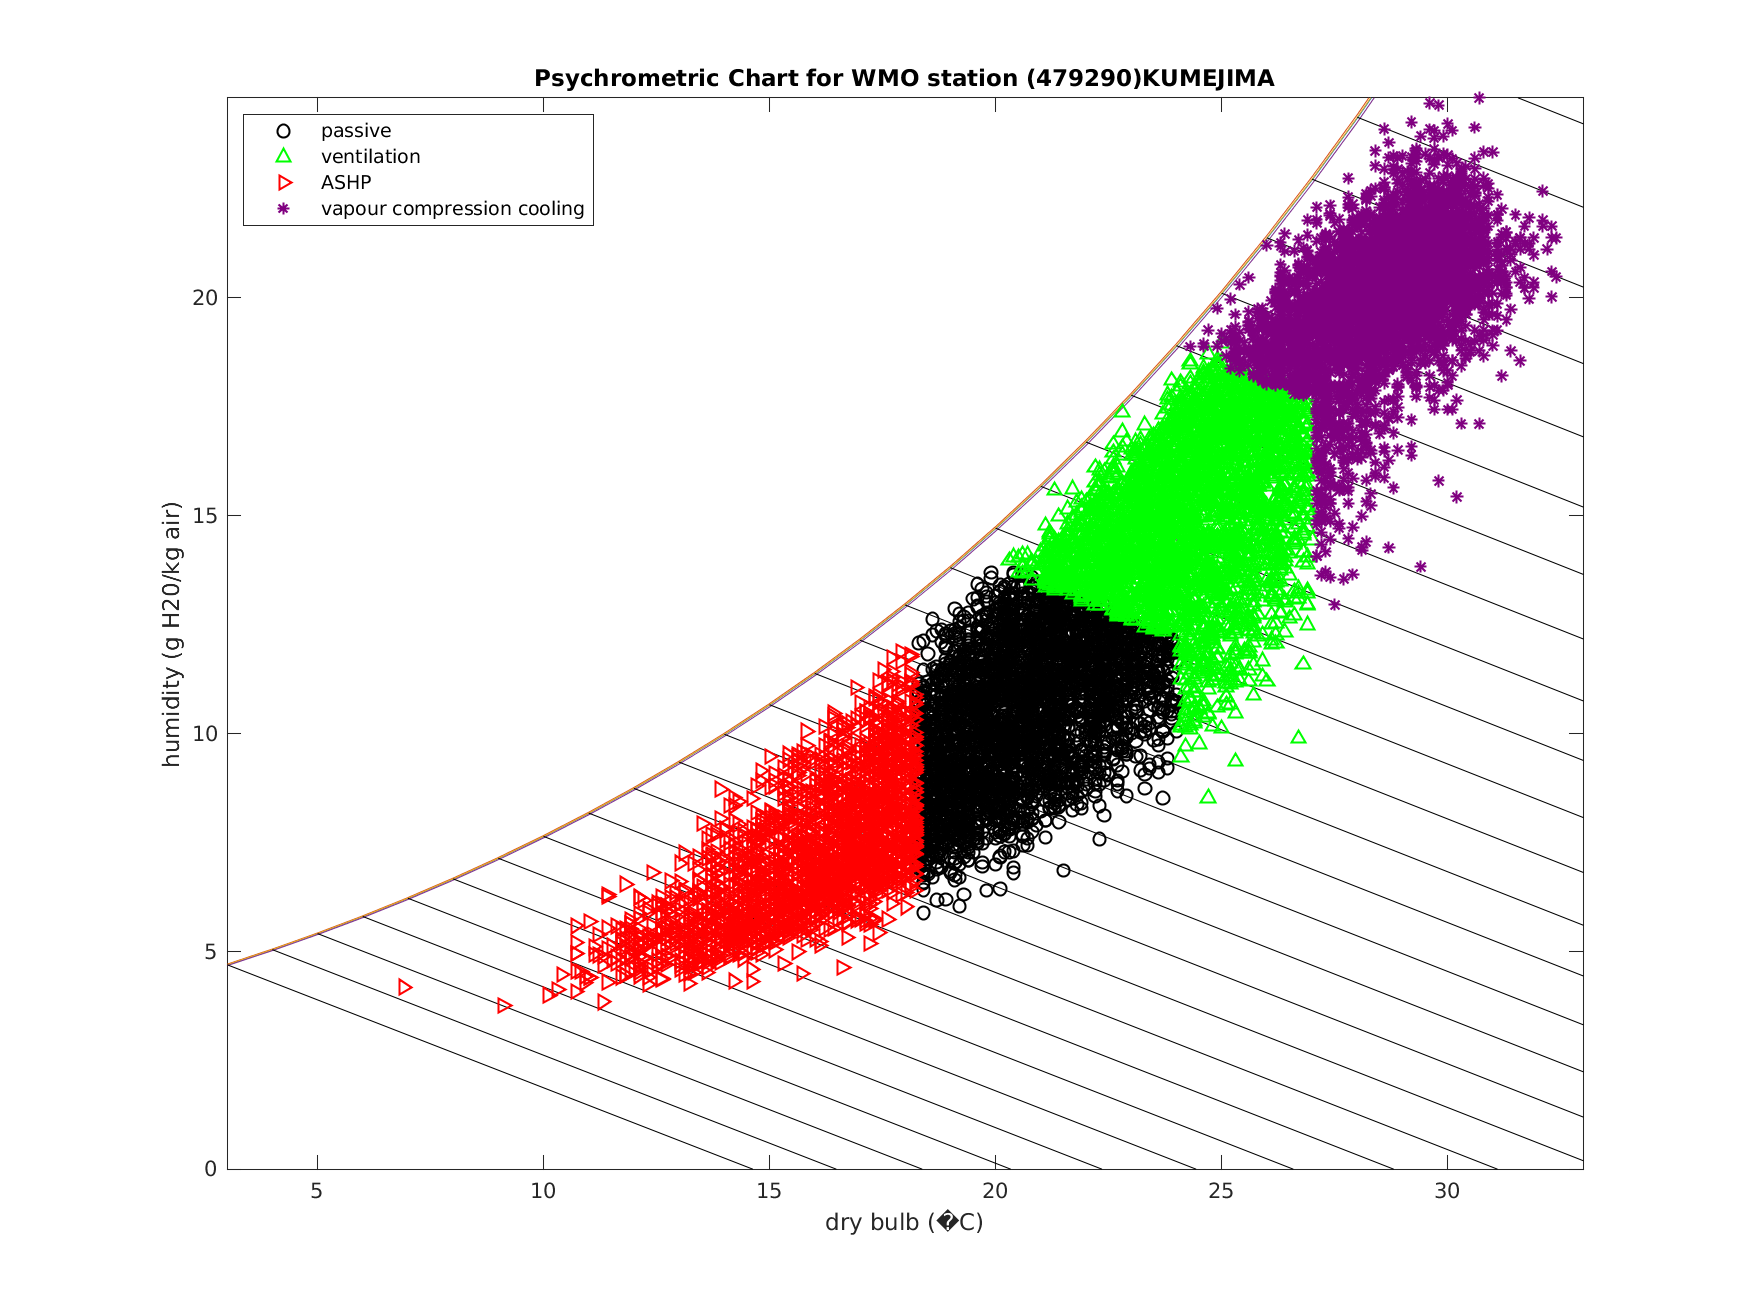 Psychrometric Chart for WMO station (479290)KUMEJIMA
passive
ventilation
ASHP
vapour compression cooling
humidity (g H20/kg air)
20
15
10
5
0
5 10 15 20 25 30
dry bulb (�C)